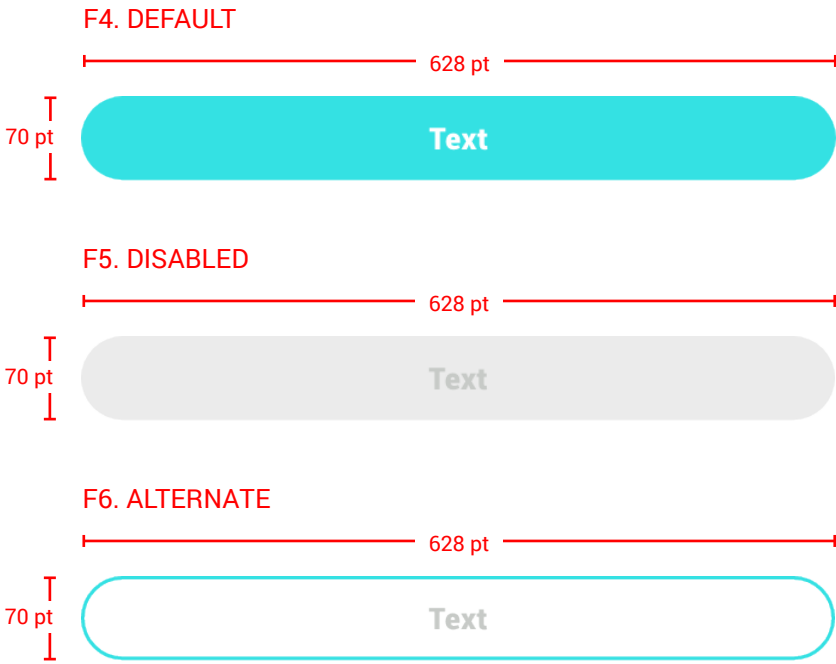 F4. DEFAULT
628 pt
70 pt
Text
F5. DISABLED
628 pt
70 pt
Text
F6. ALTERNATE
628 pt
70 pt
Text